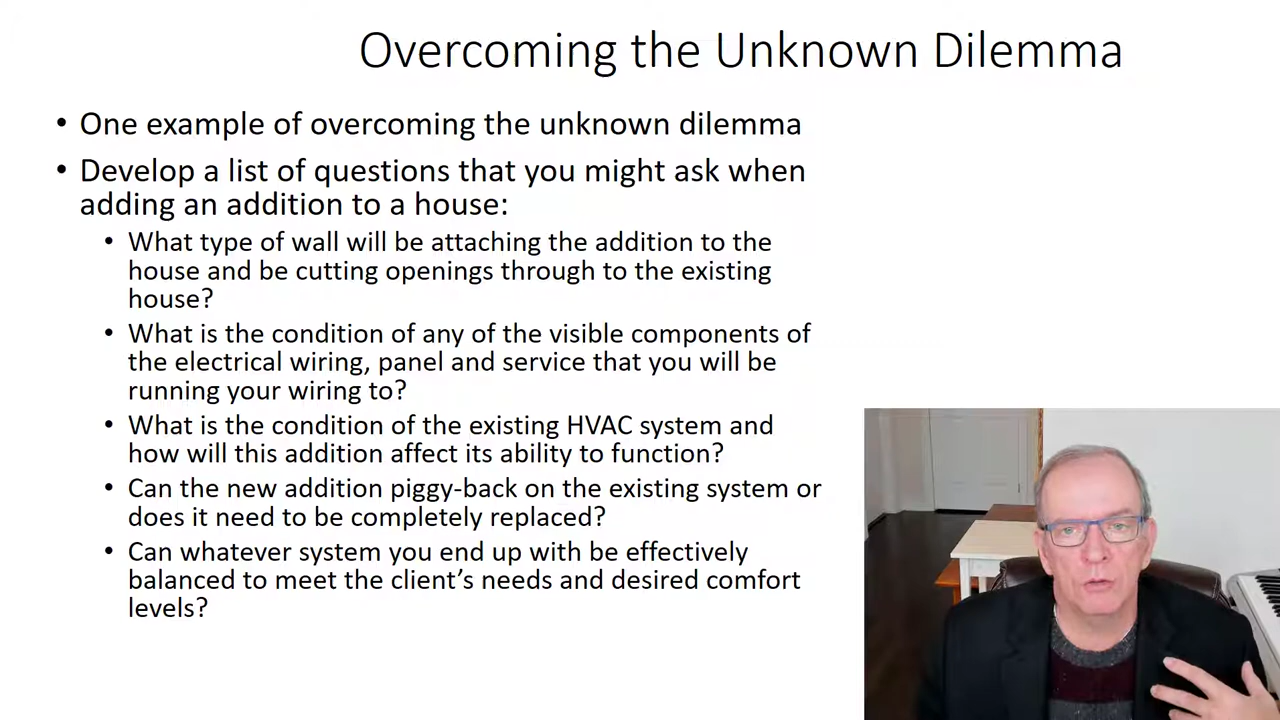 Overcoming the Unknown Dilemma
• One example of overcoming the unknown dilemma
• Develop a list of questions that you might ask when
adding an addition to a house:
• What type of wall will be attaching the addition to the
house and be cutting openings through to the existing
house?
• What is the condition of any of the visible components of
the electrical wiring, panel and service that you will be
running your wiring to?
• What is the condition of the existing HVAC system and
how will this addition affect its ability to function?
• Can the new addition piggy-back on the existing system or
does it need to be completely replaced?
• Can whatever system you end up with be effectively
balanced to meet the client’s needs and desired comfort
levels?